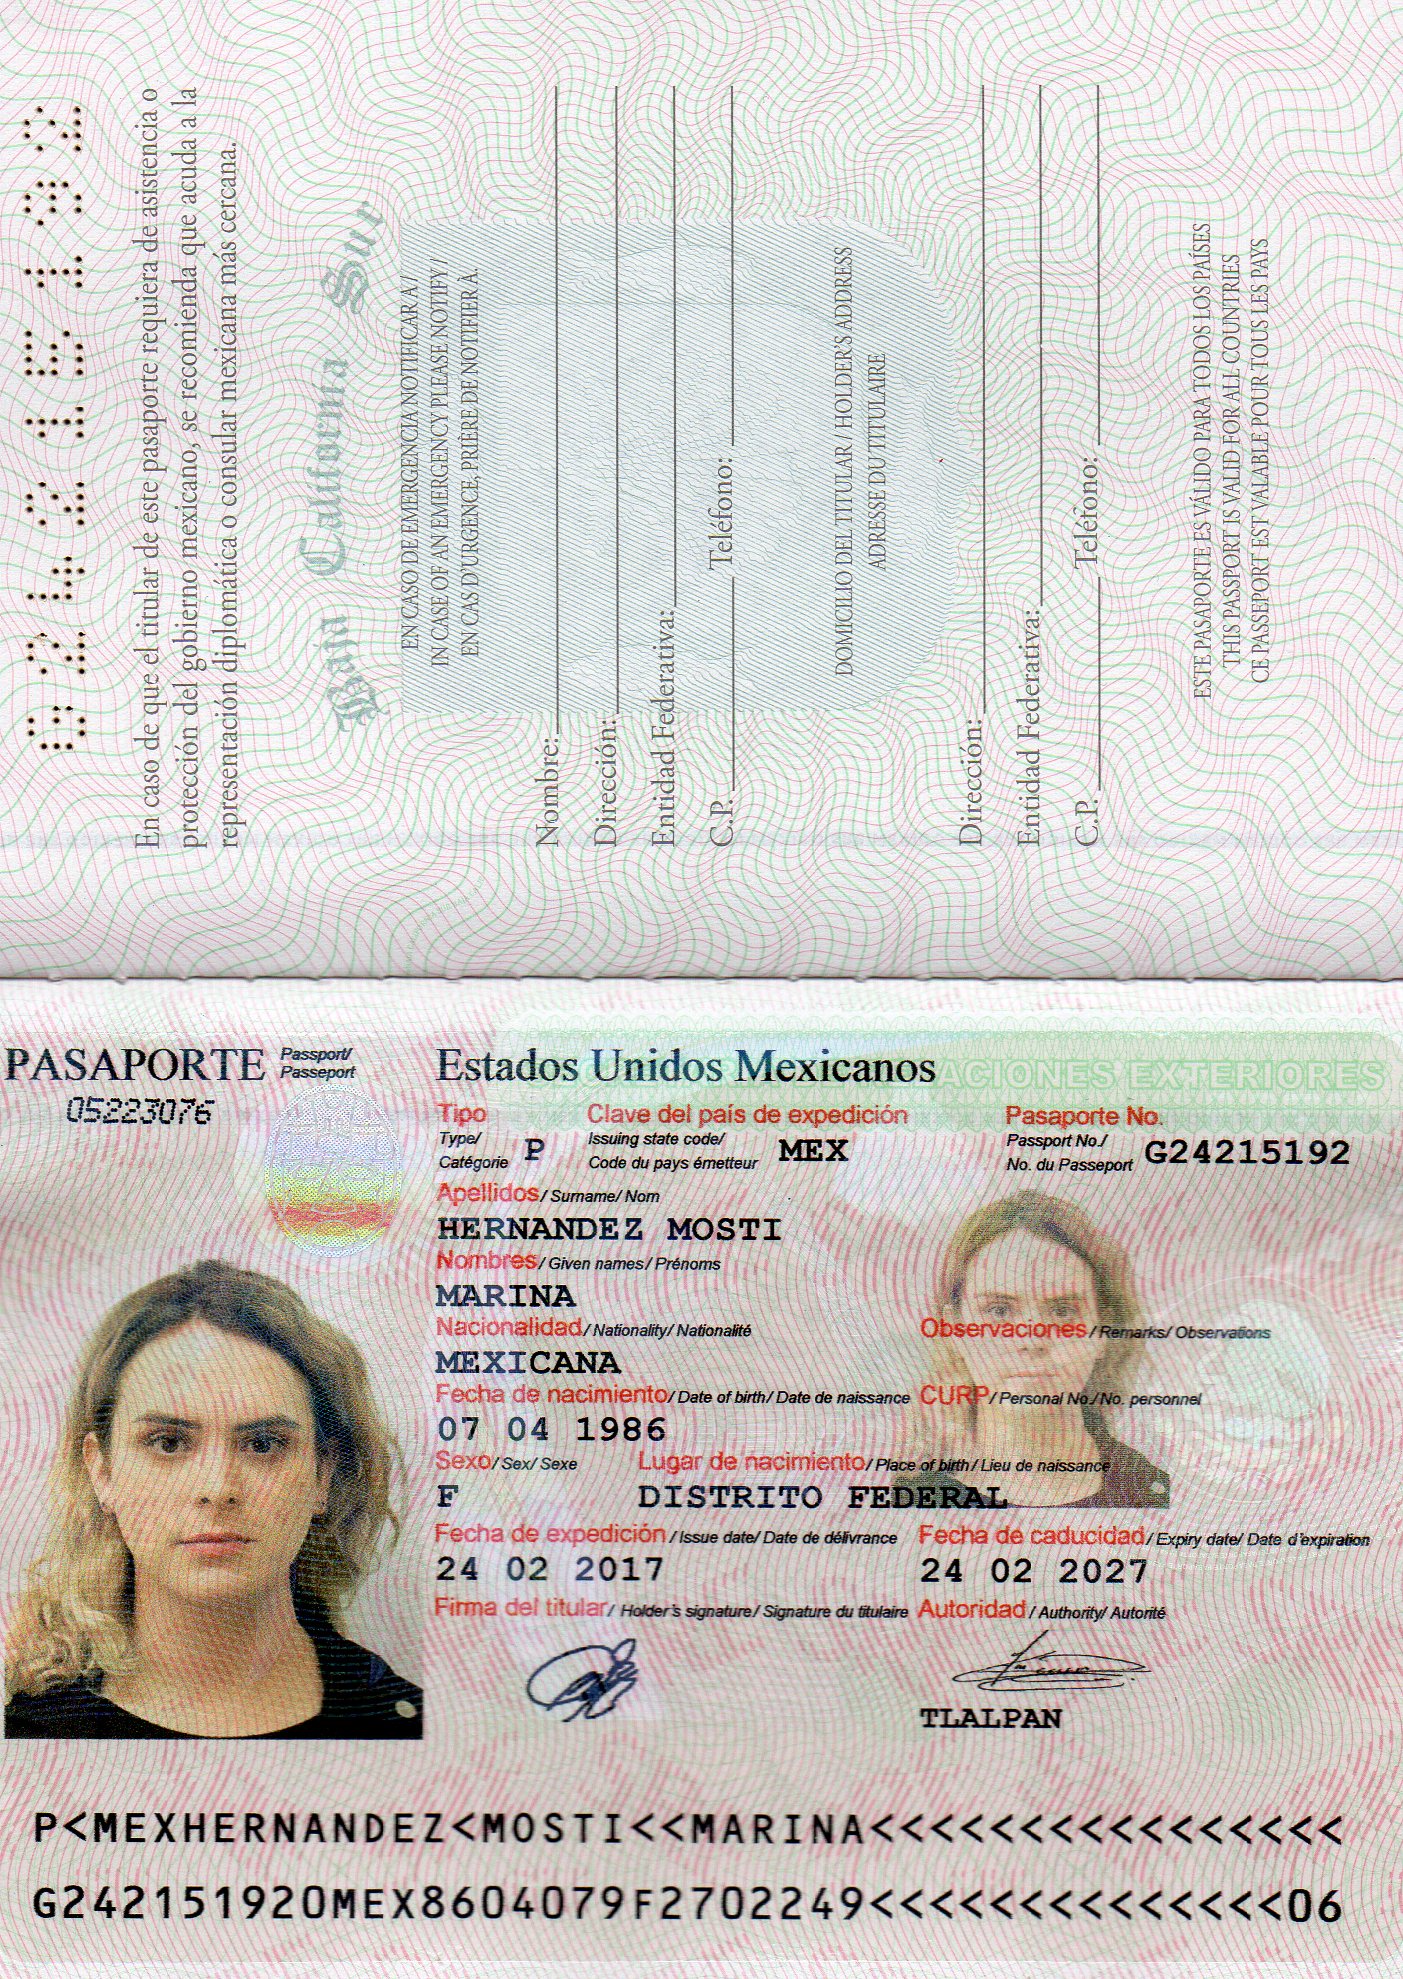 G24215192
En caso de que el titular de este pasaporte requiera de asistencia o
protección del gobierno mexicano, se recomienda que acuda a la
representación diplomática o consular mexicana más cercana.
Baja California Sur
EN CASO DE EMERGENCIA NOTIFICAR A /
IN CASE OF AN EMERGENCY PLEASE NOTIFY /
EN CAS D'URGENCE, PRIÈRE DE NOTIFIER À.
Nombre:
Dirección:
Entidad Federativa:
C.P. Teléfono:
DOMICILIO DEL TITULAR / HOLDER'S ADDRESS
ADRESSE DU TITULAIRE
Dirección:
Entidad Federativa:
C.P. Teléfono:
ESTE PASAPORTE ES VÁLIDO PARA TODOS LOS PAÍSES
THIS PASSPORT IS VALID FOR ALL COUNTRIES
CE PASSEPORT EST VALABLE POUR TOUS LES PAYS
PASAPORTE Passport/ Passeport Estados Unidos Mexicanos EXTERIORES
05223076
Tipo Clave del país de expedición Pasaporte No.
Type/ Issuing state code/ Passport No./
Catégorie P Code du pays émetteur MEX No. du Passeport G24215192
Apellidos/ Surname/ Nom
HERNANDEZ MOSTI
Nombres/ Given names/ Prénoms
MARINA
Nacionalidad/ Nationality/ Nationalité Observaciones/ Remarks/ Observations
MEXICANA
Fecha de nacimiento/ Date of birth/ Date de naissance CURP/ Personal No./ No. personnel
07 04 1986
Sexo/ Sex/ Sexe Lugar de nacimiento/ Place of birth/ Lieu de naissance
F DISTRITO FEDERAL
Fecha de expedición/ Issue date/ Date de délivrance Fecha de caducidad/ Expiry date/ Date d'expiration
24 02 2017 24 02 2027
Firma del titular/ Holder's signature/ Signature du titulaire Autoridad/ Authority/ Autorité
TLALPAN
P<MEXHERNANDEZ<MOSTI<<MARINA<<<<<<<<<<<<<<<<
G242151920MEX8604079F2702249<<<<<<<<<<<<<<06